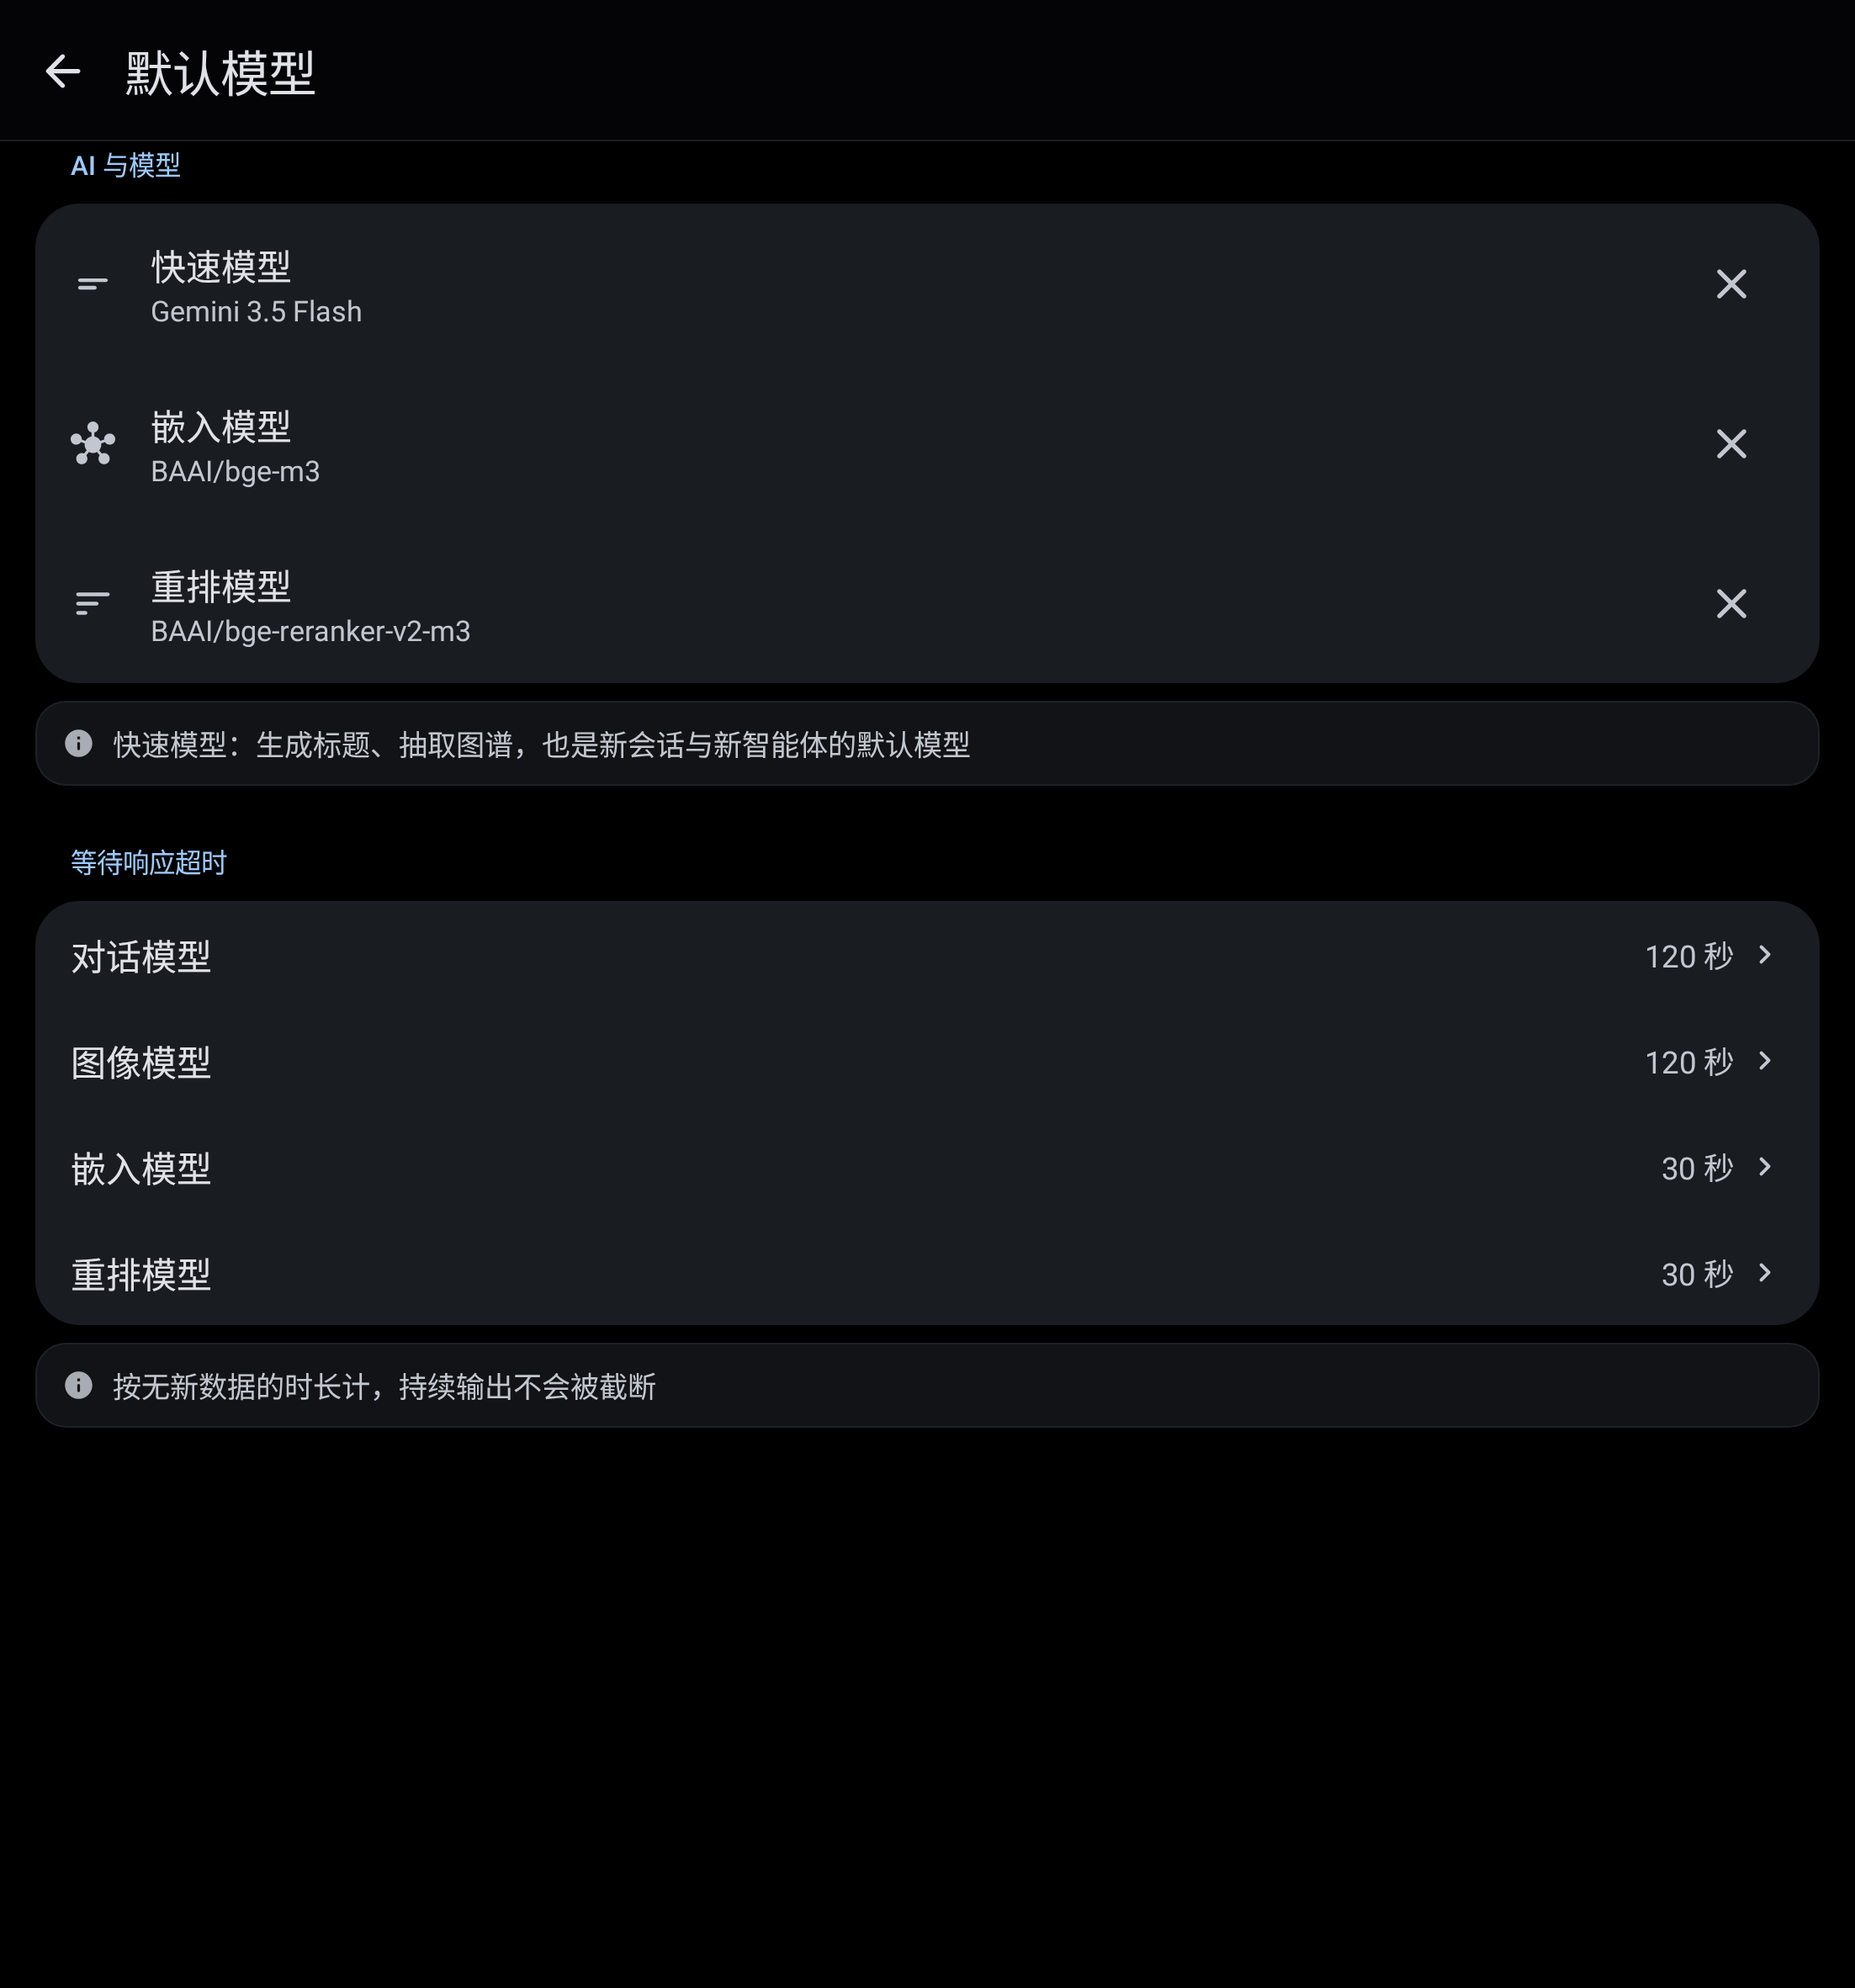 默认模型
AI 与模型
快速模型
Gemini 3.5 Flash
嵌入模型
BAAI/bge-m3
重排模型
BAAI/bge-reranker-v2-m3
快速模型：生成标题、抽取图谱，也是新会话与新智能体的默认模型
等待响应超时
对话模型 120 秒
图像模型 120 秒
嵌入模型 30 秒
重排模型 30 秒
按无新数据的时长计，持续输出不会被截断